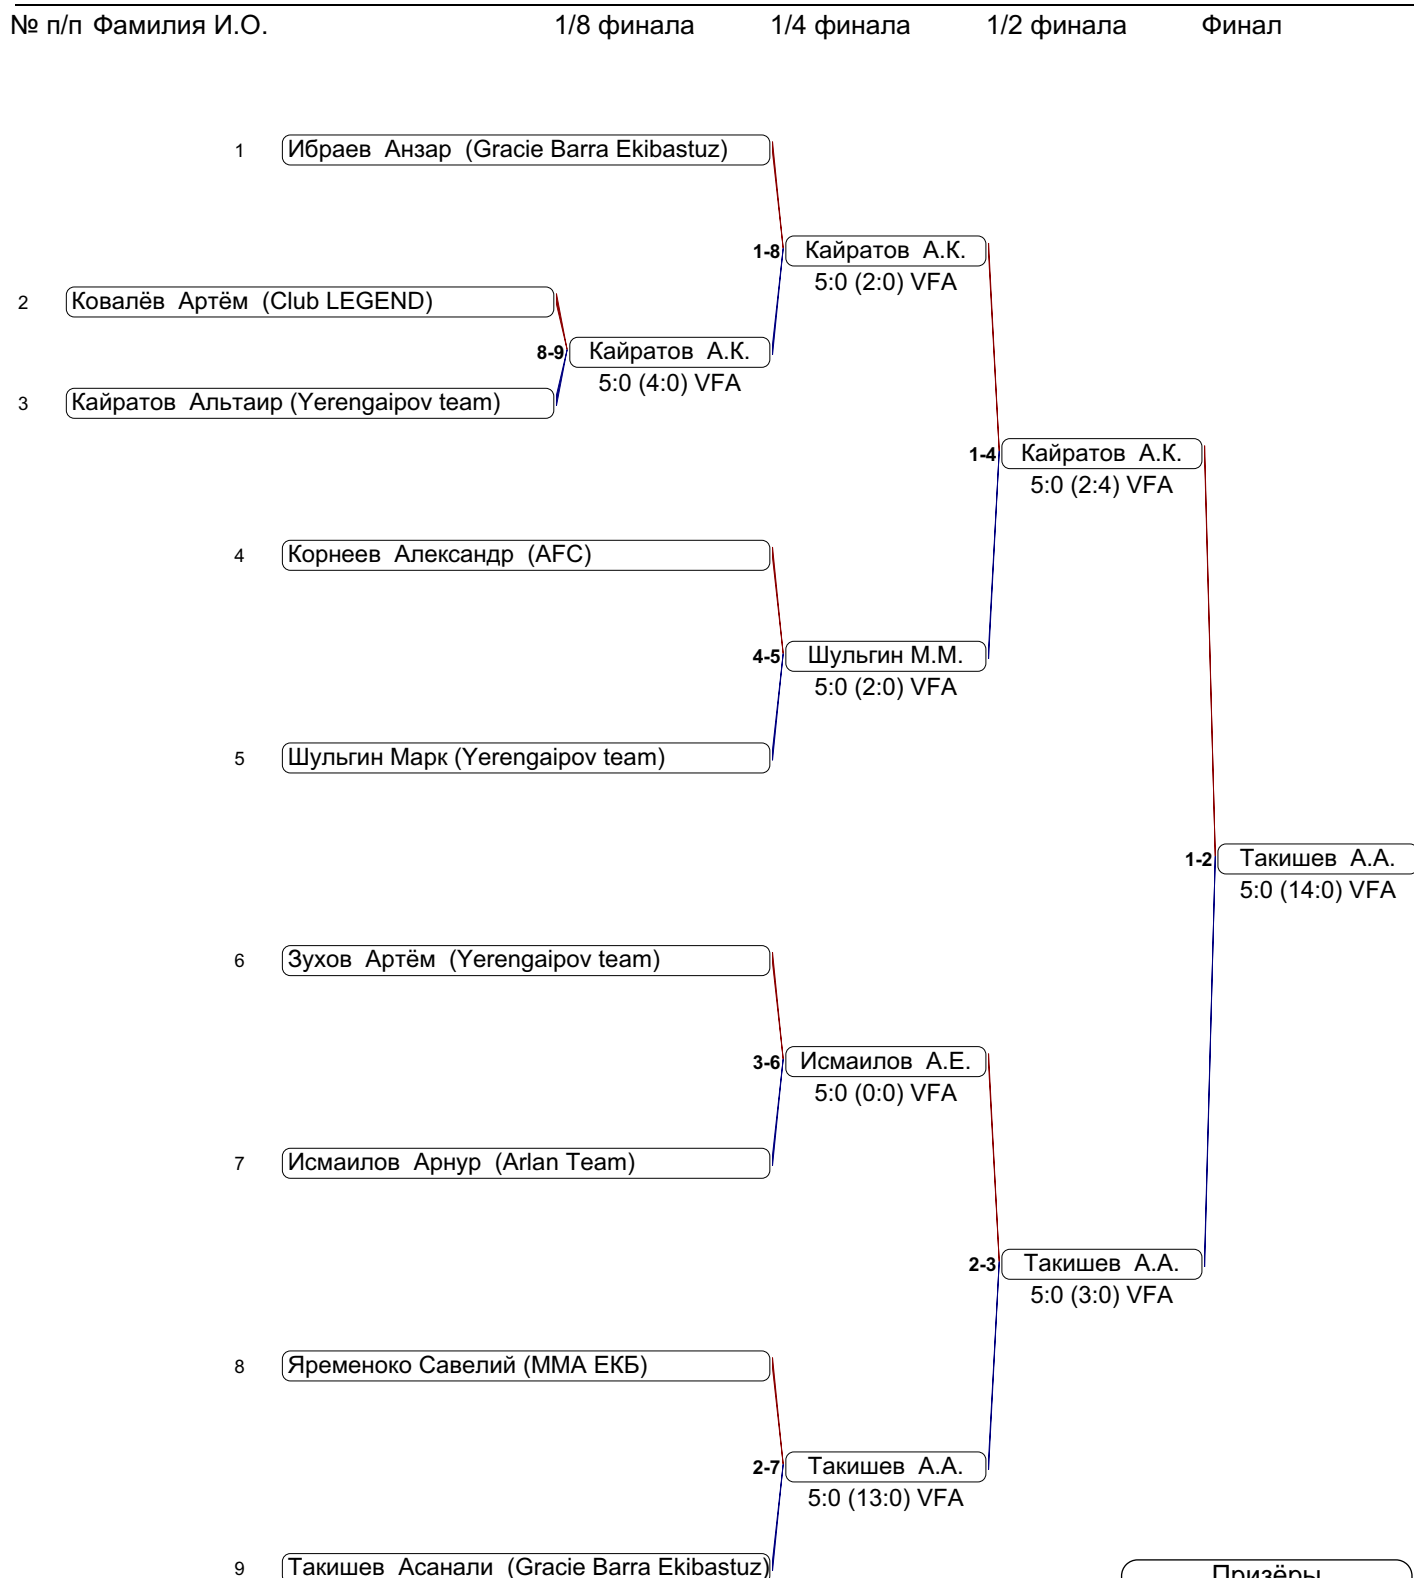 № п/п Фамилия И.О. 1/8 финала 1/4 финала 1/2 финала Финал
1 Ибраев Анзар (Gracie Barra Ekibastuz)
1-8 Кайратов А.К.
5:0 (2:0) VFA
2 Ковалёв Артём (Club LEGEND)
8-9 Кайратов А.К.
5:0 (4:0) VFA
3 Кайратов Альтаир (Yerengaipov team)
1-4 Кайратов А.К.
5:0 (2:4) VFA
4 Корнеев Александр (AFC)
4-5 Шульгин М.М.
5:0 (2:0) VFA
5 Шульгин Марк (Yerengaipov team)
1-2 Такишев А.А.
5:0 (14:0) VFA
6 Зухов Артём (Yerengaipov team)
3-6 Исмаилов А.Е.
5:0 (0:0) VFA
7 Исмаилов Арнур (Arlan Team)
2-3 Такишев А.А.
5:0 (3:0) VFA
8 Яременоко Савелий (ММА ЕКБ)
2-7 Такишев А.А.
5:0 (13:0) VFA
9 Такишев Асанали (Gracie Barra Ekibastuz)
Призёры